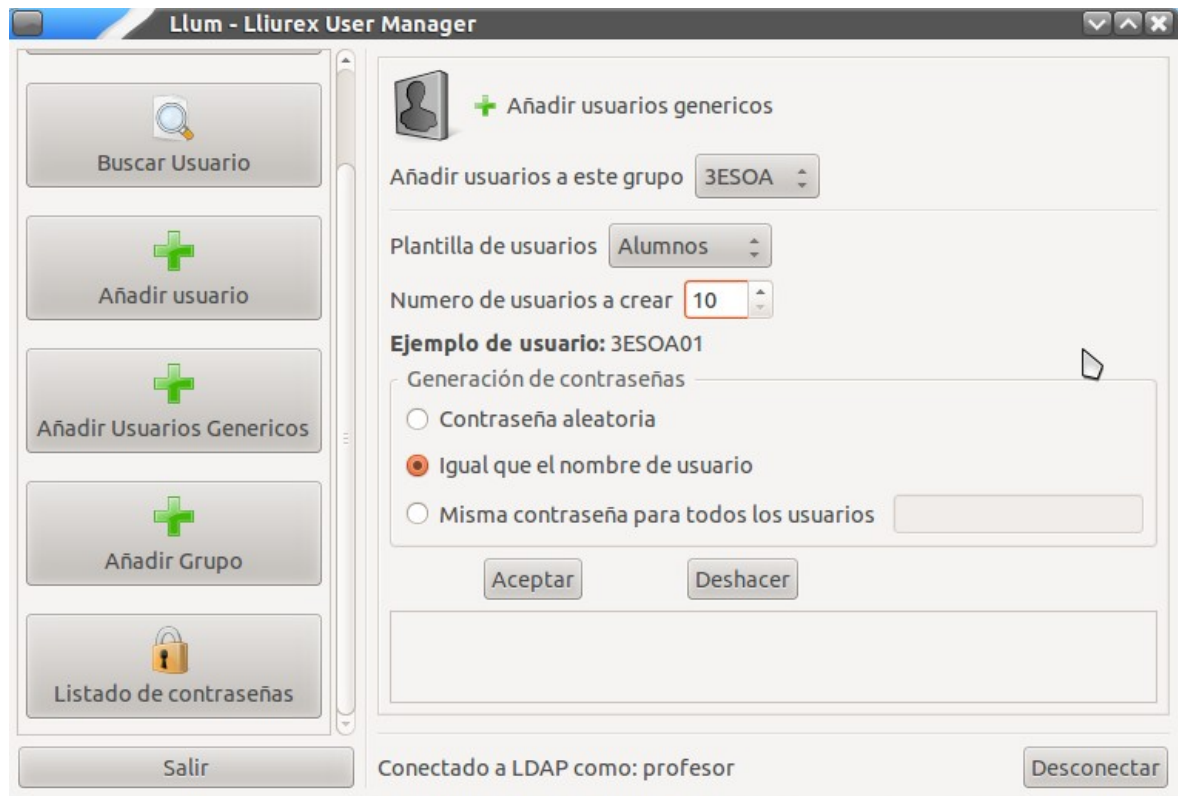 Llum - Lliurex User Manager
Buscar Usuario
Añadir usuario
Añadir Usuarios Genericos
Añadir Grupo
Listado de contraseñas
Salir
Añadir usuarios genericos
Añadir usuarios a este grupo 3ESOA
Plantilla de usuarios Alumnos
Numero de usuarios a crear 10
Ejemplo de usuario: 3ESOA01
Generación de contraseñas
Contraseña aleatoria
Igual que el nombre de usuario
Misma contraseña para todos los usuarios
Aceptar Deshacer
Conectado a LDAP como: profesor Desconectar